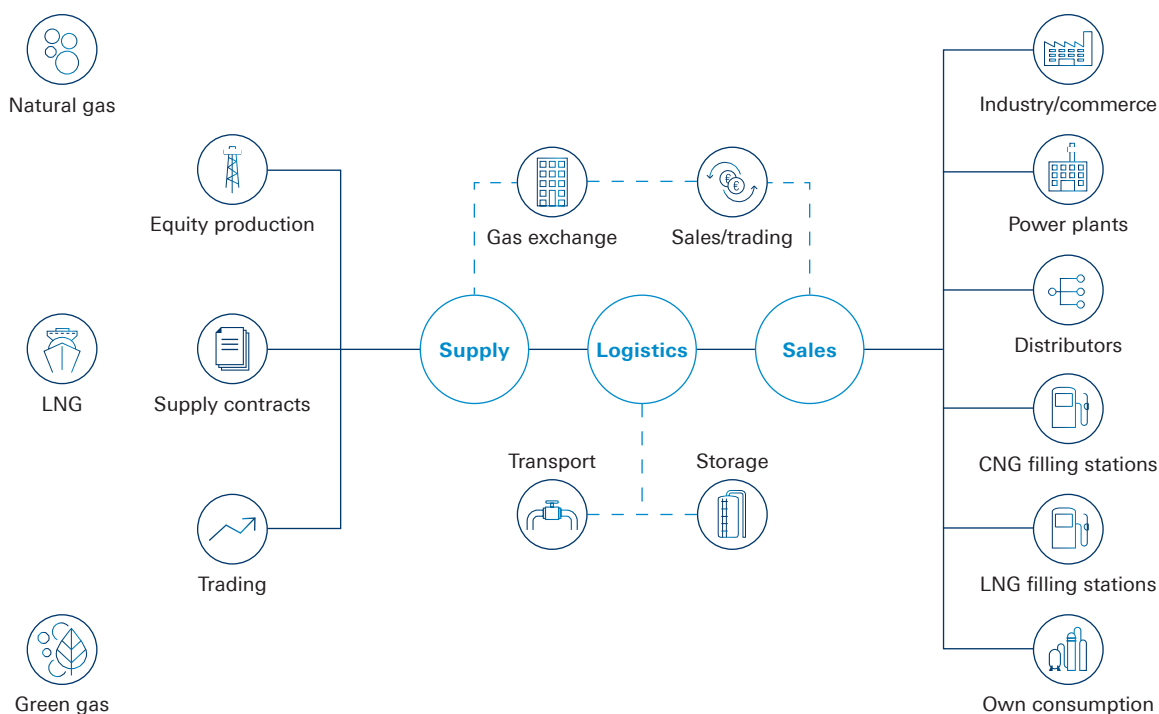 Natural gas
Industry/commerce
Equity production
Gas exchange
Sales/trading
Power plants
Supply
Logistics
Sales
Distributors
LNG
Supply contracts
Transport
Storage
CNG filling stations
Trading
LNG filling stations
Green gas
Own consumption